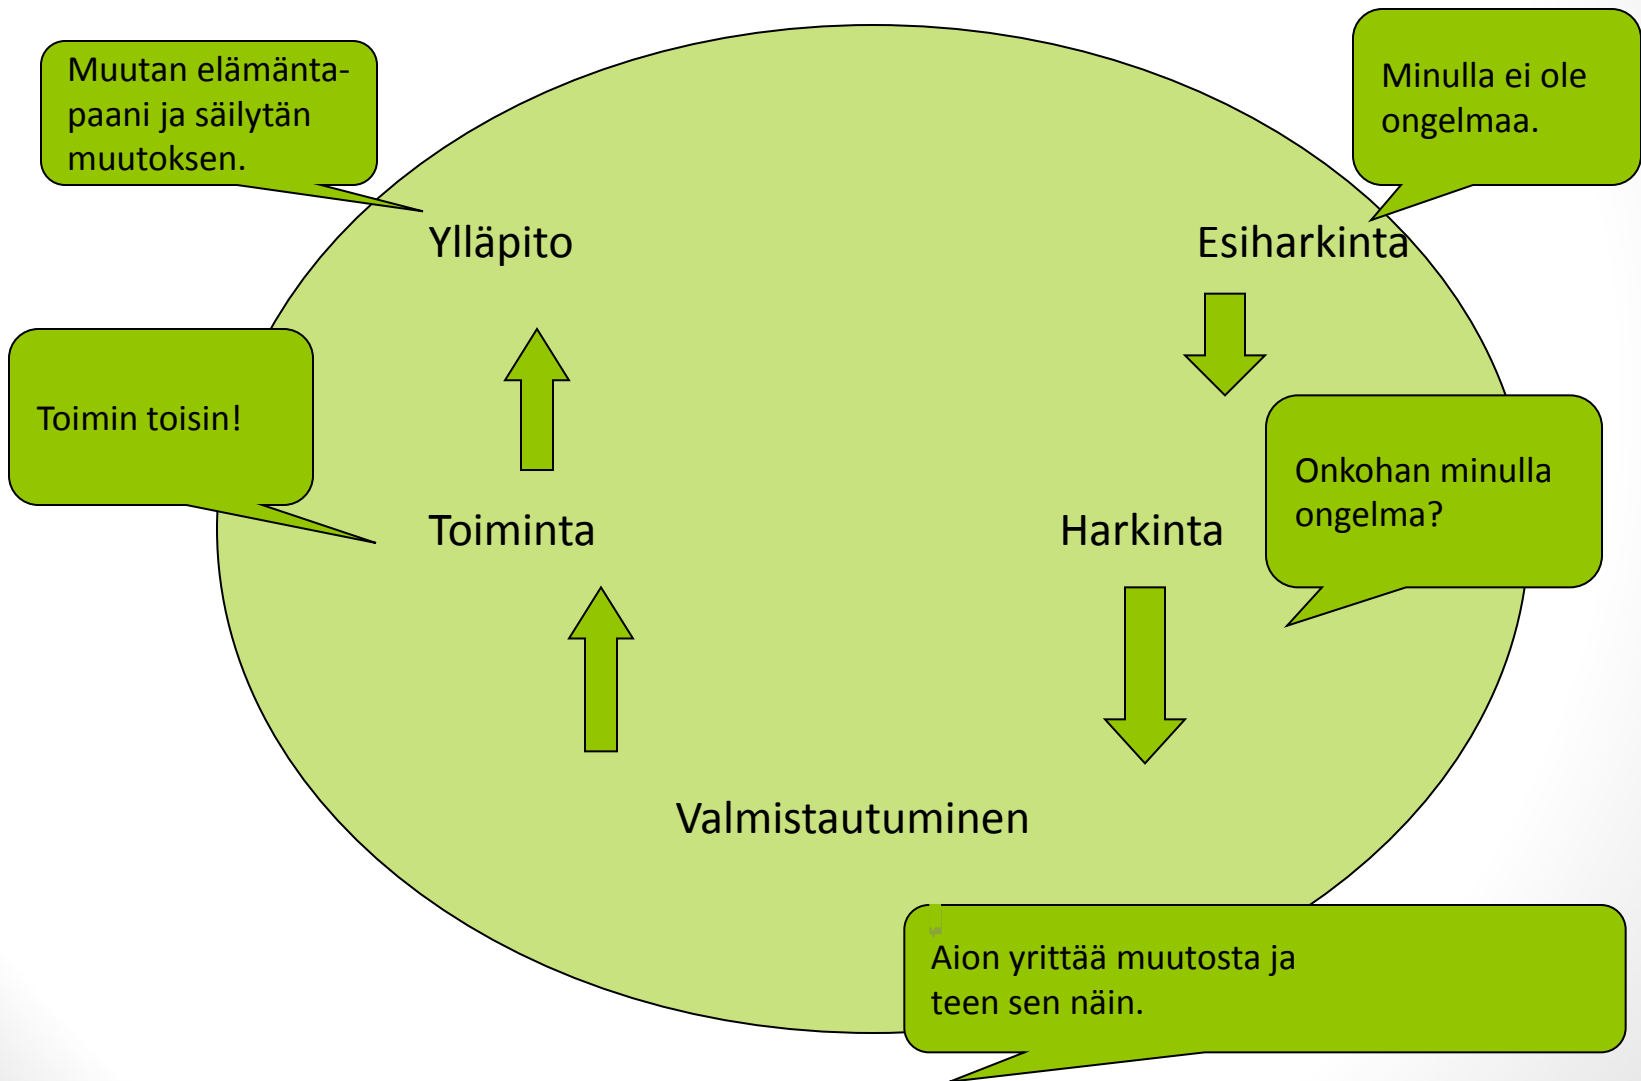 Muutan elämänta-
paani ja säilytän
muutoksen.
Minulla ei ole
ongelmaa.
Ylläpito
Esiharkinta
Toimin toisin!
Onkohan minulla
ongelma?
Toiminta
Harkinta
Valmistautuminen
Aion yrittää muutosta ja
teen sen näin.